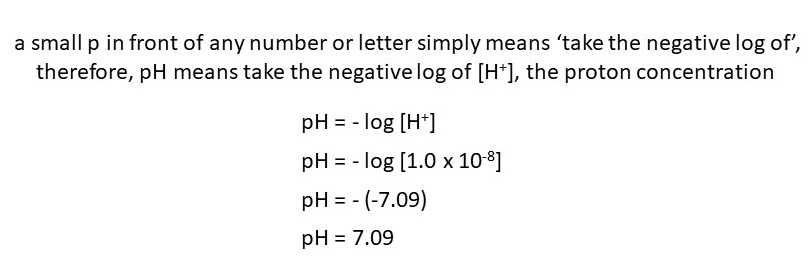 a small p in front of any number or letter simply means ‘take the negative log of’,
therefore, pH means take the negative log of [H⁺], the proton concentration
pH = - log [H⁺]
pH = - log [1.0 x 10⁻⁸]
pH = - (-7.09)
pH = 7.09